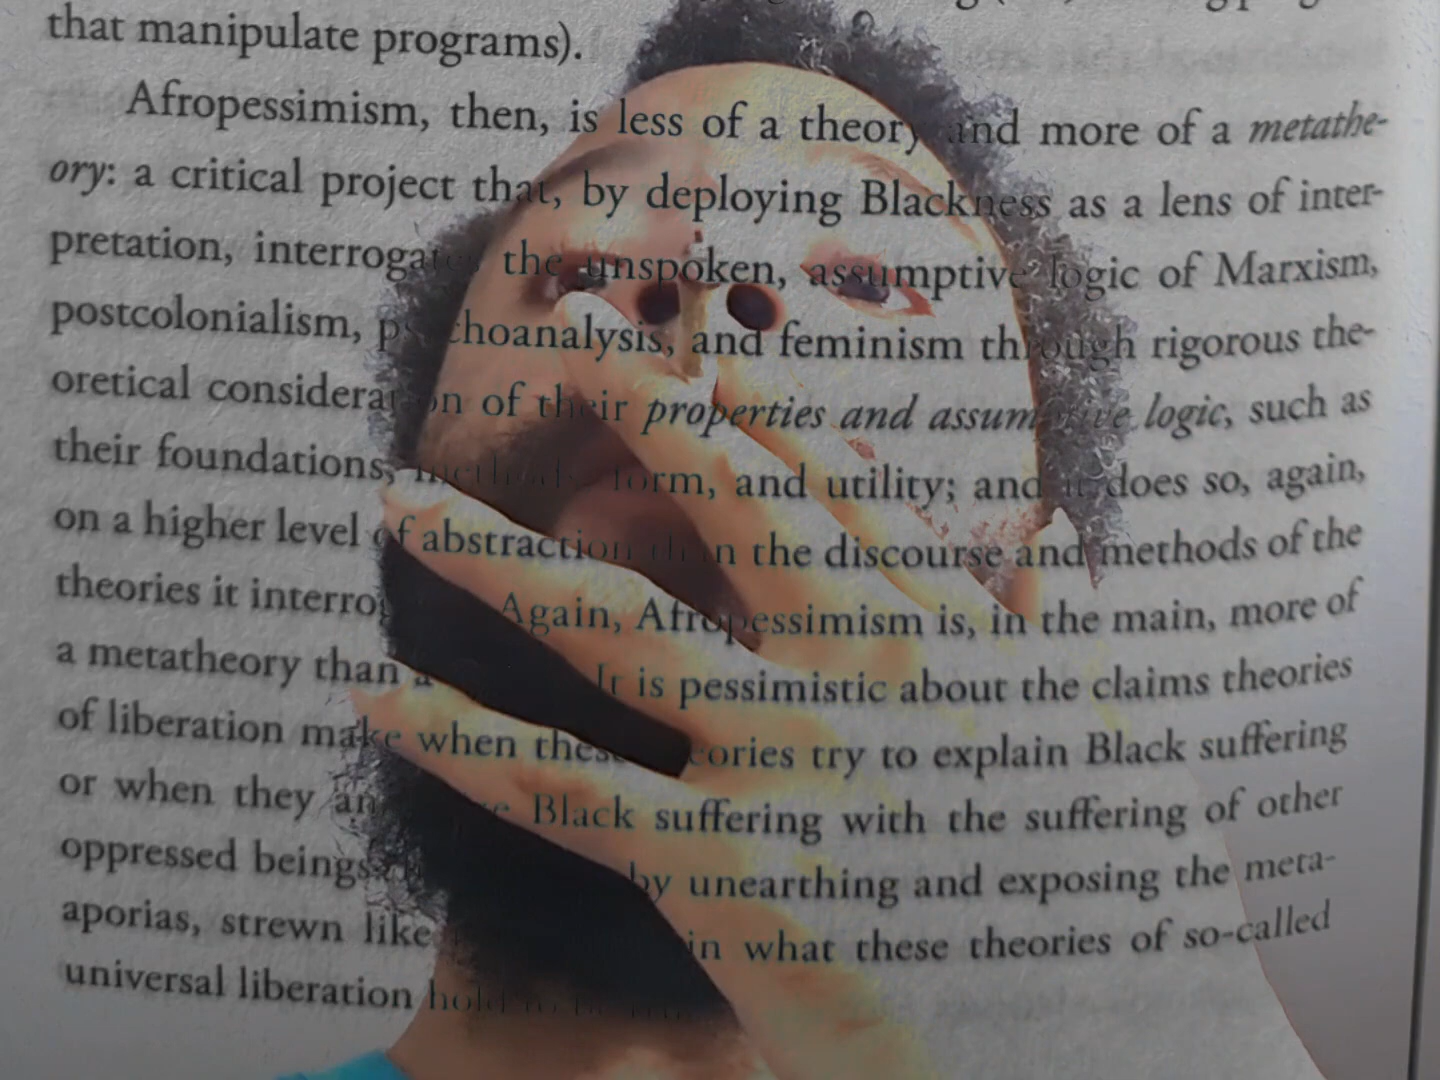 that manipulate programs).
Afropessimism, then, is less of a theory and more of a metathe-
ory: a critical project that, by deploying Blackness as a lens of inter-
pretation, interrogates the unspoken, assumptive logic of Marxism,
postcolonialism, psychoanalysis, and feminism through rigorous the-
oretical consideration of their properties and assumptive logic, such as
their foundations, methods, form, and utility; and it does so, again,
on a higher level of abstraction than the discourse and methods of the
theories it interro Again, Afropessimism is, in the main, more of
a metatheory than a It is pessimistic about the claims theories
of liberation make when these theories try to explain Black suffering
or when they Black suffering with the suffering of other
oppressed beings by unearthing and exposing the meta-
aporias, strewn like in what these theories of so-called
universal liberation hold to be